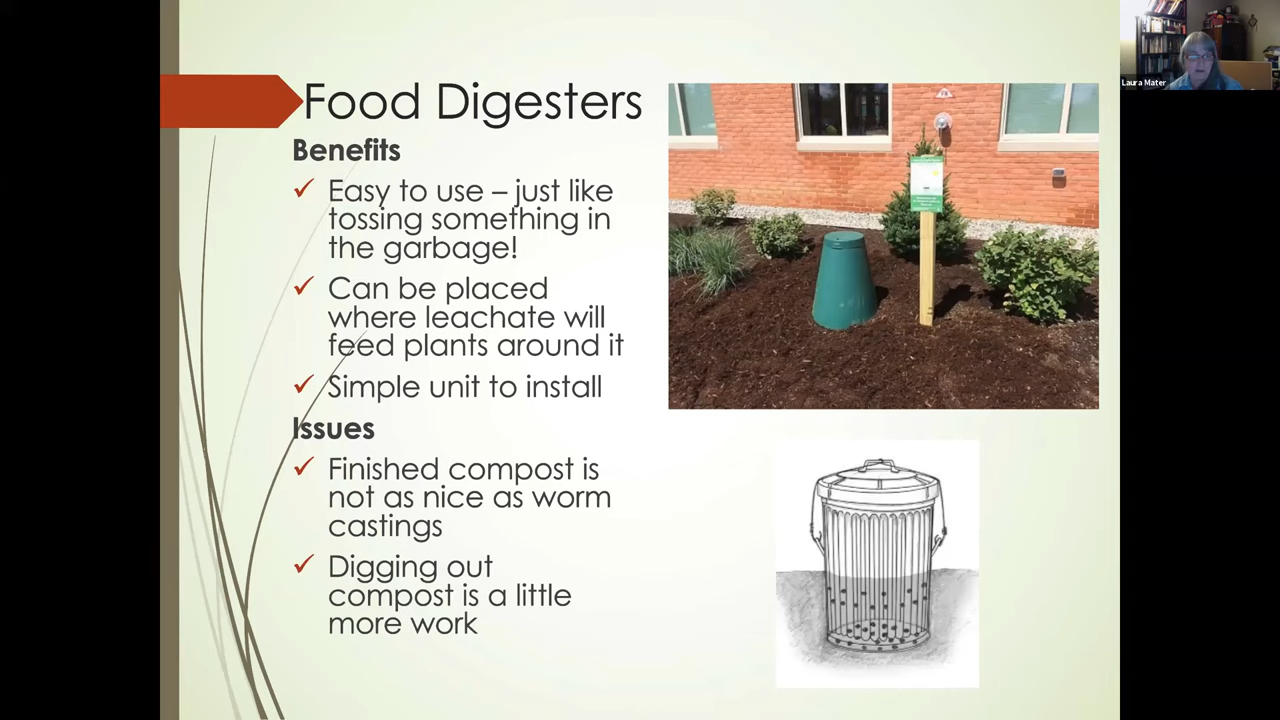 Food Digesters
Benefits
Easy to use – just like
tossing something in
the garbage!
Can be placed
where leachate will
feed plants around it
Simple unit to install
Issues
Finished compost is
not as nice as worm
castings
Digging out
compost is a little
more work
Laura Mater